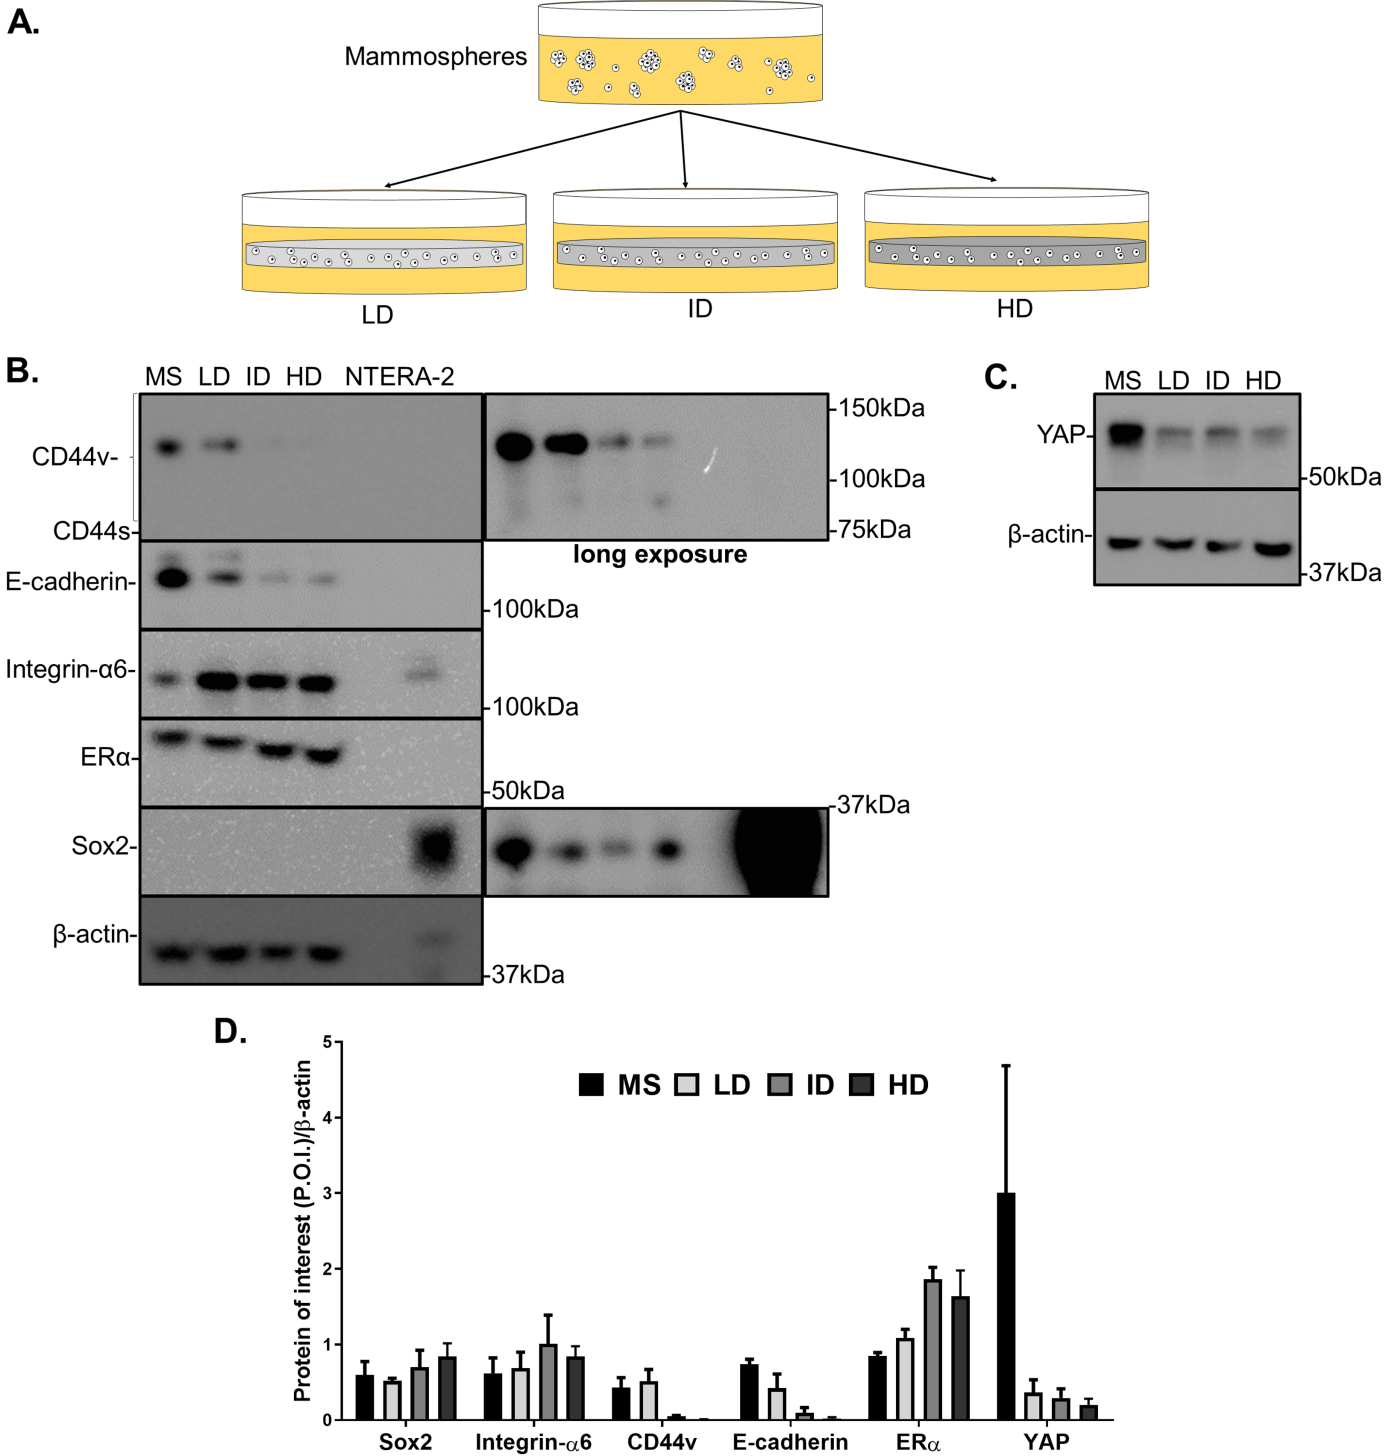 A.
Mammospheres
LD
ID
HD
B.
MS LD ID HD NTERA-2
CD44v-
CD44s-
-150kDa
-100kDa
-75kDa
long exposure
E-cadherin-
-100kDa
Integrin-α6-
-100kDa
ERα-
-50kDa
-37kDa
Sox2-
β-actin-
-37kDa
C.
MS LD ID HD
YAP-
-50kDa
β-actin-
-37kDa
D.
Protein of interest (P.O.I.)/β-actin
5
4
3
2
1
0
MS LD ID HD
Sox2 Integrin-α6 CD44v E-cadherin ERα YAP